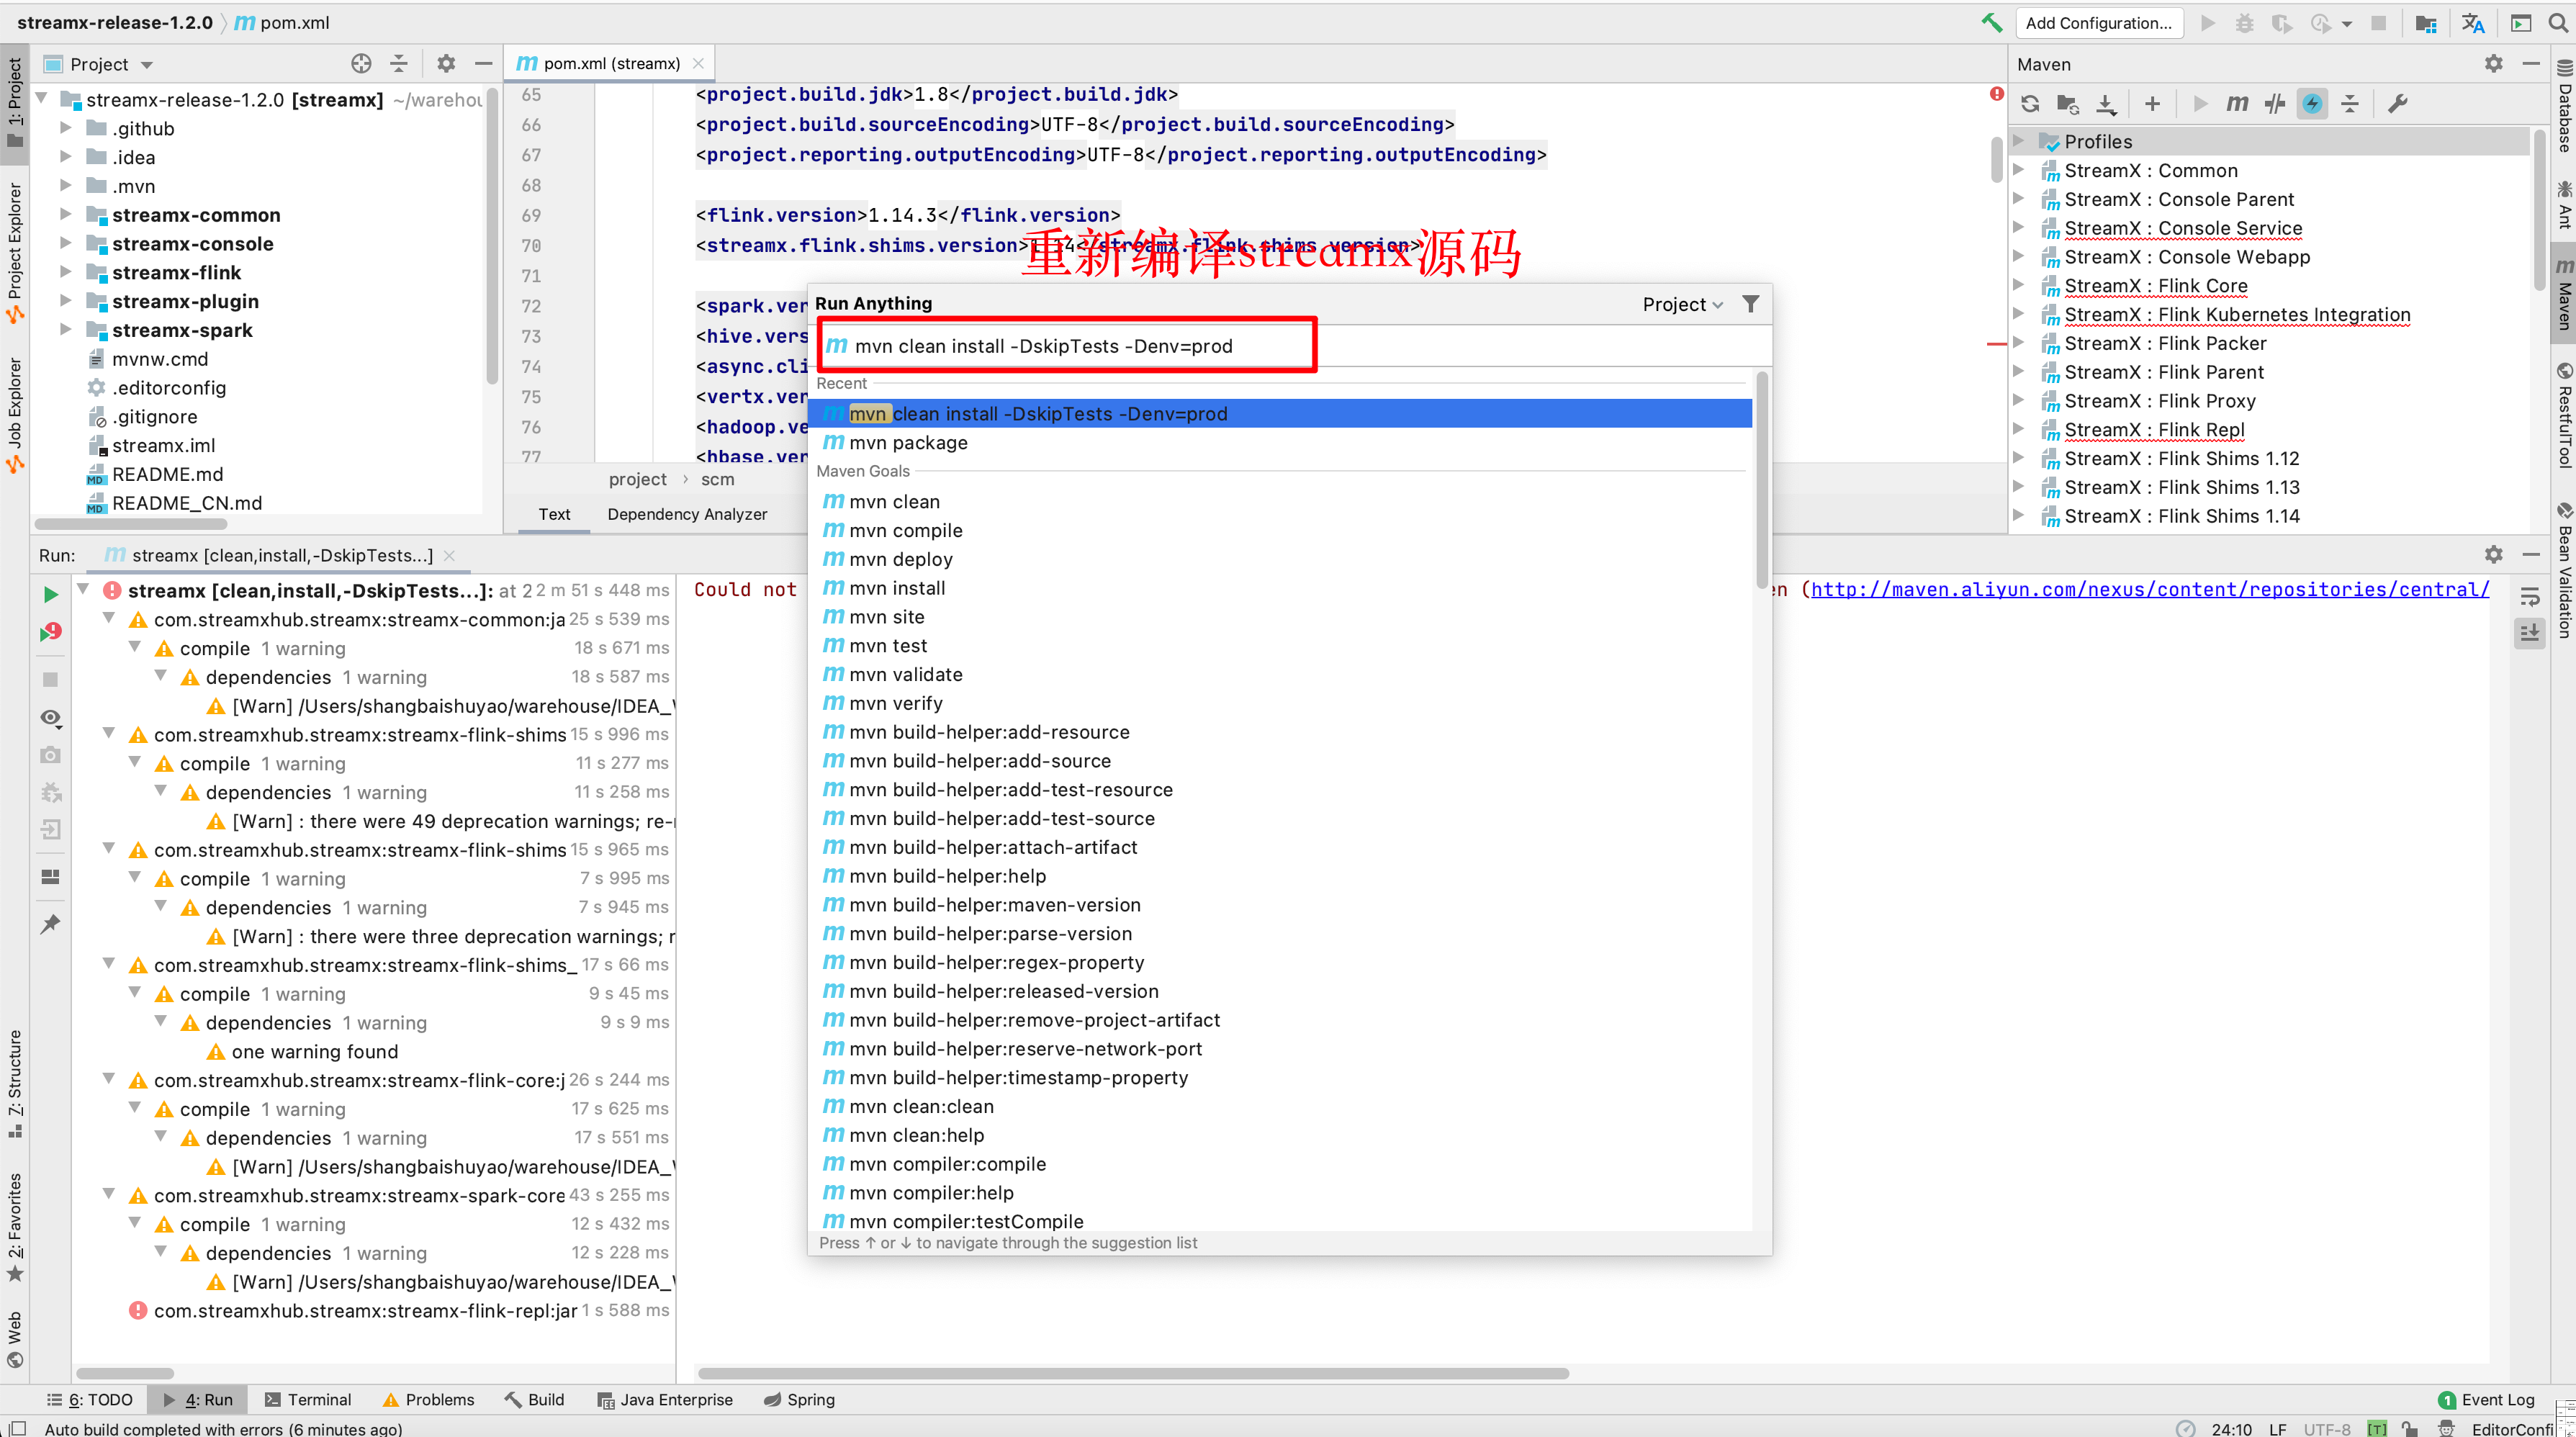 streamx-release-1.2.0 pom.xml
Add Configuration...
Project
pom.xml (streamx)
Maven
1: Project
Project Explorer
Job Explorer
7: Structure
2: Favorites
Web
streamx-release-1.2.0 [streamx] ~/warehou
.github
.idea
.mvn
streamx-common
streamx-console
streamx-flink
streamx-plugin
streamx-spark
mvnw.cmd
.editorconfig
.gitignore
streamx.iml
README.md
README_CN.md
65 <project.build.jdk>1.8</project.build.jdk>
66 <project.build.sourceEncoding>UTF-8</project.build.sourceEncoding>
67 <project.reporting.outputEncoding>UTF-8</project.reporting.outputEncoding>
68
69 <flink.version>1.14.3</flink.version>
70 <streamx.flink.shims.version>1.14</streamx.flink.shims.version>
重新编译streamx源码
71
72 <spark.ver
73 <hive.vers
74 <async.cli
75 <vertx.ver
76 <hadoop.ve
77 <hbase.ver
project › scm
Text Dependency Analyzer
Run Anything
Project
mvn clean install -DskipTests -Denv=prod
Recent
mvn clean install -DskipTests -Denv=prod
mvn package
Maven Goals
mvn clean
mvn compile
mvn deploy
mvn install
mvn site
mvn test
mvn validate
mvn verify
mvn build-helper:add-resource
mvn build-helper:add-source
mvn build-helper:add-test-resource
mvn build-helper:add-test-source
mvn build-helper:attach-artifact
mvn build-helper:help
mvn build-helper:maven-version
mvn build-helper:parse-version
mvn build-helper:regex-property
mvn build-helper:released-version
mvn build-helper:remove-project-artifact
mvn build-helper:reserve-network-port
mvn build-helper:timestamp-property
mvn clean:clean
mvn clean:help
mvn compiler:compile
mvn compiler:help
mvn compiler:testCompile
Press ↑ or ↓ to navigate through the suggestion list
Profiles
StreamX : Common
StreamX : Console Parent
StreamX : Console Service
StreamX : Console Webapp
StreamX : Flink Core
StreamX : Flink Kubernetes Integration
StreamX : Flink Packer
StreamX : Flink Parent
StreamX : Flink Proxy
StreamX : Flink Repl
StreamX : Flink Shims 1.12
StreamX : Flink Shims 1.13
StreamX : Flink Shims 1.14
Database
Ant
Maven
RestfulTool
Bean Validation
Run: streamx [clean,install,-DskipTests...]
streamx [clean,install,-DskipTests...]: at 2 2 m 51 s 448 ms
com.streamxhub.streamx:streamx-common:ja 25 s 539 ms
compile 1 warning 18 s 671 ms
dependencies 1 warning 18 s 587 ms
[Warn] /Users/shangbaishuyao/warehouse/IDEA_
com.streamxhub.streamx:streamx-flink-shims 15 s 996 ms
compile 1 warning 11 s 277 ms
dependencies 1 warning 11 s 258 ms
[Warn] : there were 49 deprecation warnings; re-
com.streamxhub.streamx:streamx-flink-shims 15 s 965 ms
compile 1 warning 7 s 995 ms
dependencies 1 warning 7 s 945 ms
[Warn] : there were three deprecation warnings; r
com.streamxhub.streamx:streamx-flink-shims_ 17 s 66 ms
compile 1 warning 9 s 45 ms
dependencies 1 warning 9 s 9 ms
one warning found
com.streamxhub.streamx:streamx-flink-core:j 26 s 244 ms
compile 1 warning 17 s 625 ms
dependencies 1 warning 17 s 551 ms
[Warn] /Users/shangbaishuyao/warehouse/IDEA_
com.streamxhub.streamx:streamx-spark-core 43 s 255 ms
compile 1 warning 12 s 432 ms
dependencies 1 warning 12 s 228 ms
[Warn] /Users/shangbaishuyao/warehouse/IDEA_
com.streamxhub.streamx:streamx-flink-repl:jar 1 s 588 ms
Could not en (http://maven.aliyun.com/nexus/content/repositories/central/
6: TODO 4: Run Terminal Problems Build Java Enterprise Spring
1 Event Log
Auto build completed with errors (6 minutes ago)
24:10 LF UTF-8 [T] EditorConfi